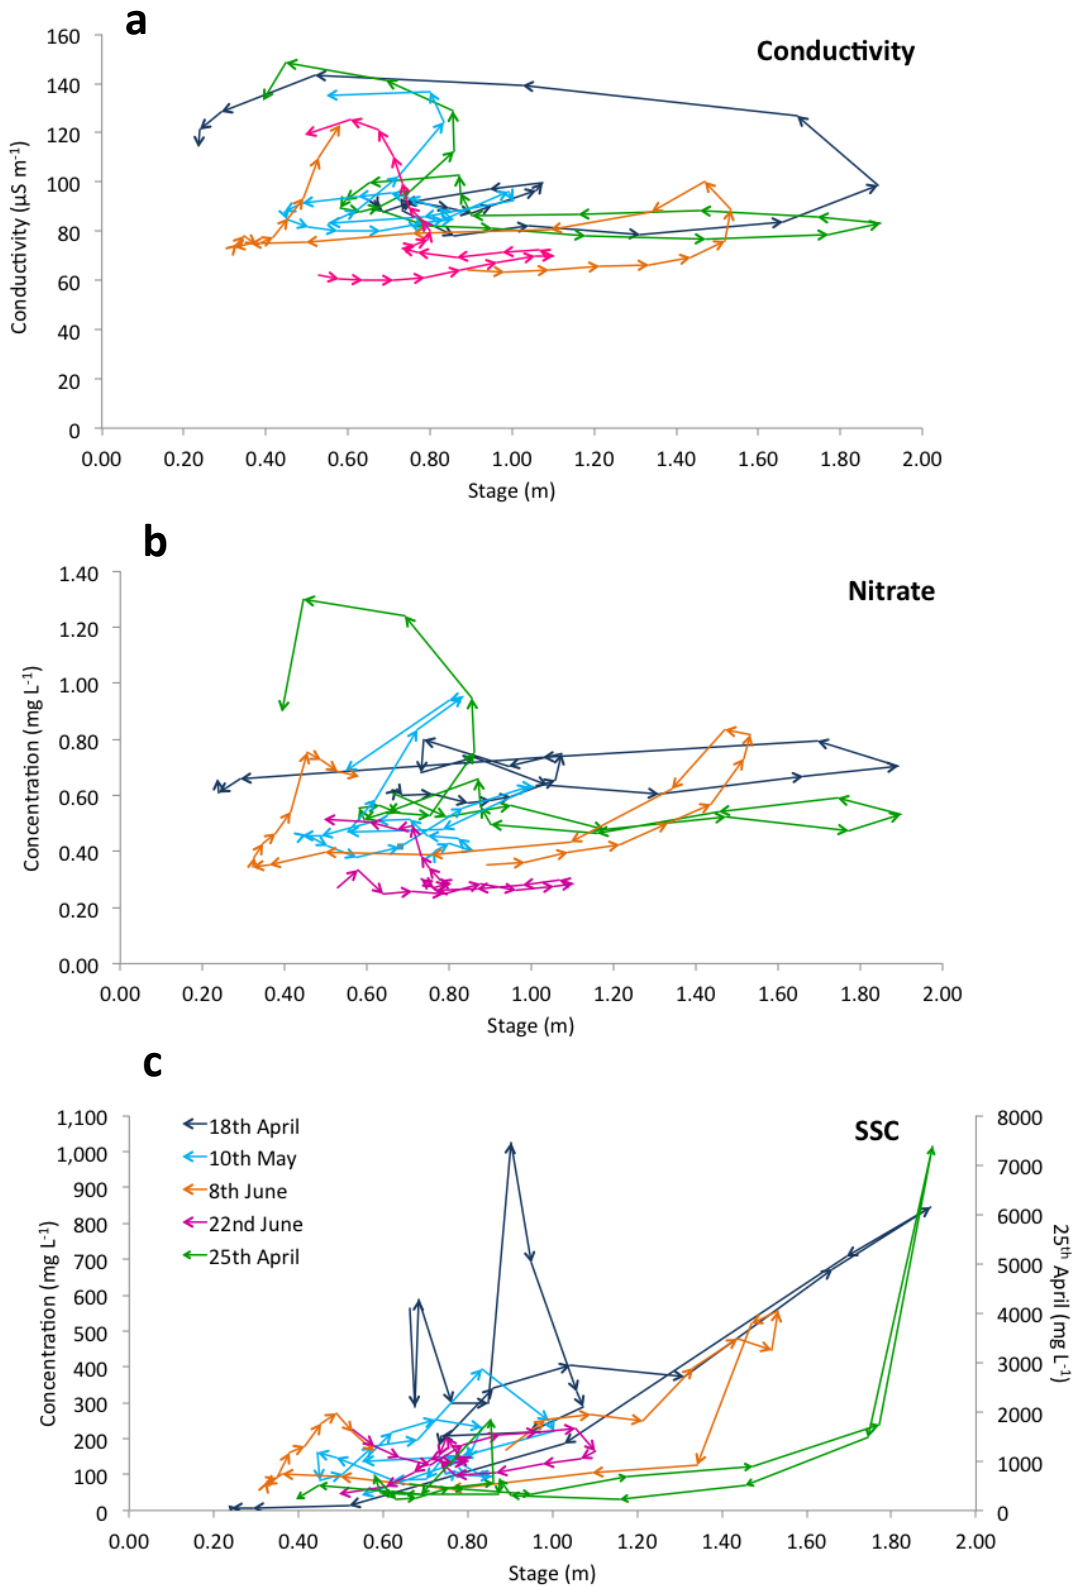 a
Conductivity
160
140
120
100
80
60
40
20
0
Conductivity (µS m-1)
0.00 0.20 0.40 0.60 0.80 1.00 1.20 1.40 1.60 1.80 2.00
Stage (m)
b
Nitrate
1.40
1.20
1.00
0.80
0.60
0.40
0.20
0.00
Concentration (mg L-1)
0.00 0.20 0.40 0.60 0.80 1.00 1.20 1.40 1.60 1.80 2.00
Stage (m)
c
SSC
1,100
1,000
900
800
700
600
500
400
300
200
100
0
Concentration (mg L-1)
18th April
10th May
8th June
22nd June
25th April
8000
7000
6000
5000
4000
3000
2000
1000
0
25th April (mg L-1)
0.00 0.20 0.40 0.60 0.80 1.00 1.20 1.40 1.60 1.80 2.00
Stage (m)